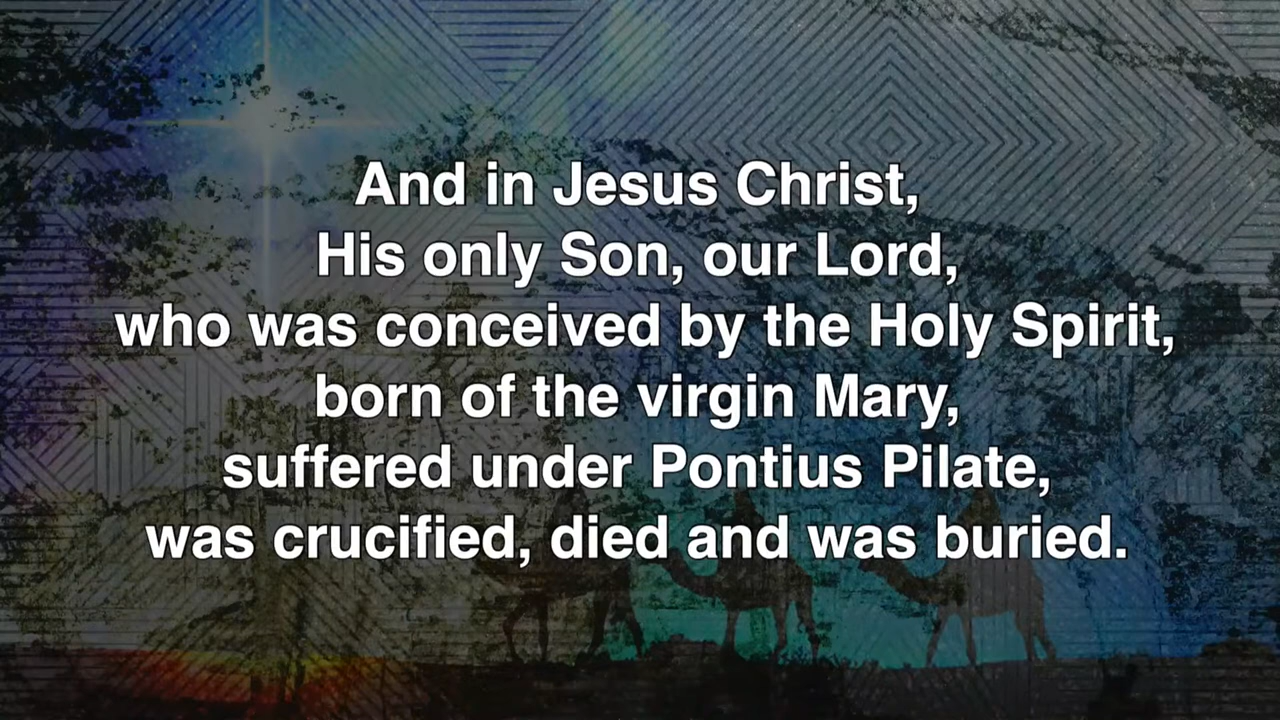 And in Jesus Christ,
His only Son, our Lord,
who was conceived by the Holy Spirit,
born of the virgin Mary,
suffered under Pontius Pilate,
was crucified, died and was buried.